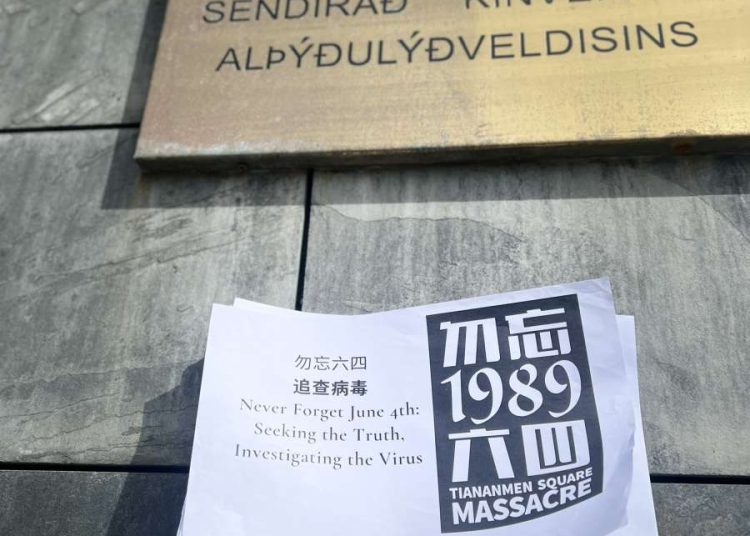 SENDIRÁÐ
ALÞÝÐULÝÐVELDISINS
勿忘六四
追查病毒
Never Forget June 4th:
Seeking the Truth,
Investigating the Virus
勿忘
1989
六四
TIANANMEN SQUARE
MASSACRE